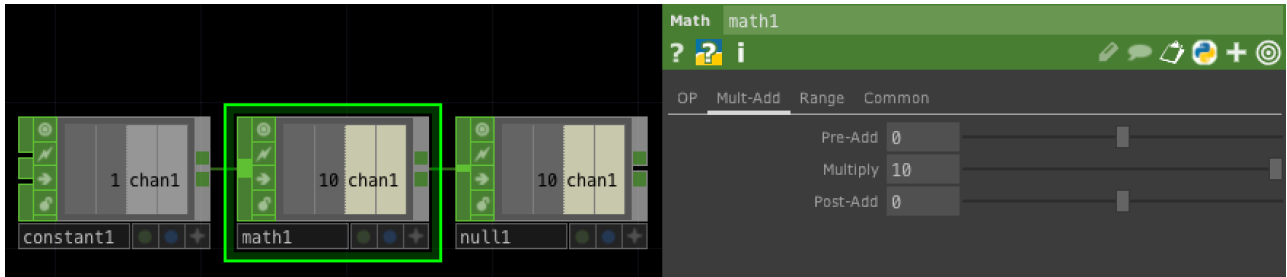 Math math1
? ? i
OP Mult-Add Range Common
Pre-Add 0
Multiply 10
Post-Add 0
1 chan1
10 chan1
10 chan1
constant1
math1
null1